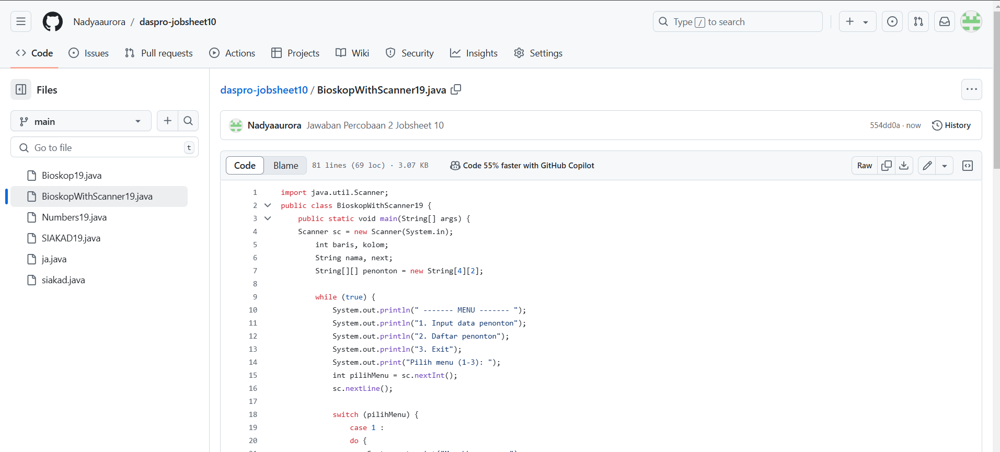 Nadyaaurora / daspro-jobsheet10
Type / to search
Code
Issues
Pull requests
Actions
Projects
Wiki
Security
Insights
Settings
Files
main
Go to file
t
Bioskop19.java
BioskopWithScanner19.java
Numbers19.java
SIAKAD19.java
ja.java
siakad.java
daspro-jobsheet10 / BioskopWithScanner19.java
Nadyaaurora Jawaban Percobaan 2 Jobsheet 10
554dd0a · now
History
Code
Blame
81 lines (69 loc) · 3.07 KB
Code 55% faster with GitHub Copilot
Raw
1 import java.util.Scanner;
2 public class BioskopWithScanner19 {
3 public static void main(String[] args) {
4 Scanner sc = new Scanner(System.in);
5 int baris, kolom;
6 String nama, next;
7 String[][] penonton = new String[4][2];
8
9 while (true) {
10 System.out.println(" ------- MENU ------- ");
11 System.out.println("1. Input data penonton");
12 System.out.println("2. Daftar penonton");
13 System.out.println("3. Exit");
14 System.out.print("Pilih menu (1-3): ");
15 int pilihMenu = sc.nextInt();
16 sc.nextLine();
17
18 switch (pilihMenu) {
19 case 1 :
20 do {